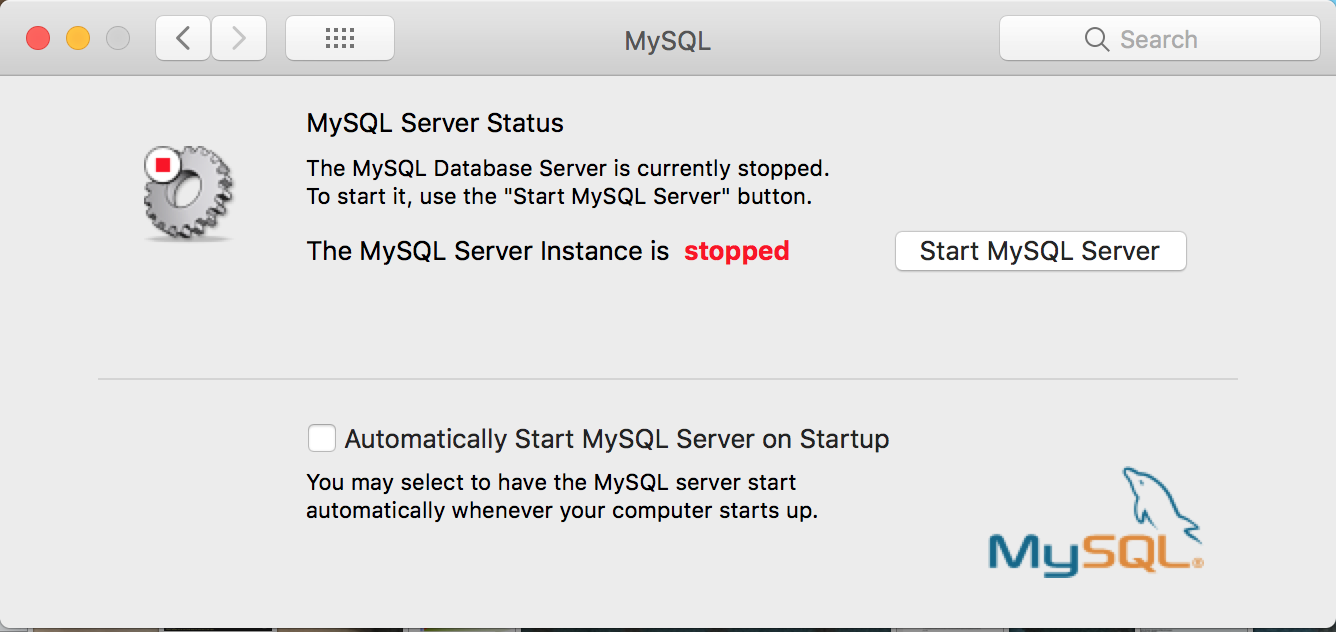 MySQL
Search
MySQL Server Status
The MySQL Database Server is currently stopped.
To start it, use the "Start MySQL Server" button.
The MySQL Server Instance is stopped
Start MySQL Server
Automatically Start MySQL Server on Startup
You may select to have the MySQL server start
automatically whenever your computer starts up.
MySQL®